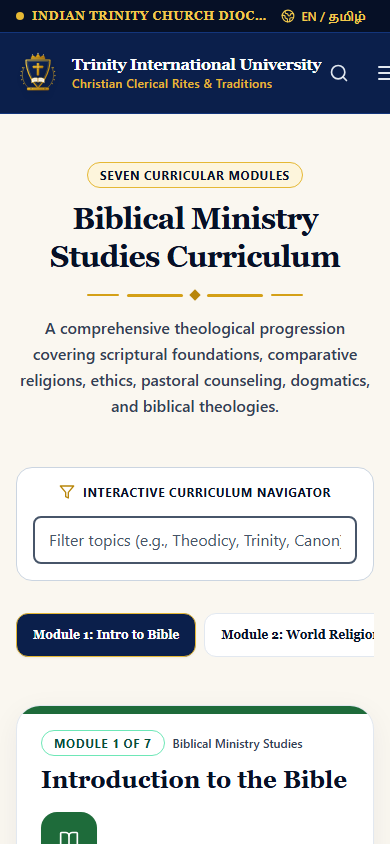 INDIAN TRINITY CHURCH DIOC... EN / தமிழ்
Trinity International University
Christian Clerical Rites & Traditions
SEVEN CURRICULAR MODULES
Biblical Ministry
Studies Curriculum
A comprehensive theological progression
covering scriptural foundations, comparative
religions, ethics, pastoral counseling, dogmatics,
and biblical theologies.
INTERACTIVE CURRICULUM NAVIGATOR
Filter topics (e.g., Theodicy, Trinity, Canon)
Module 1: Intro to Bible Module 2: World Religion
MODULE 1 OF 7 Biblical Ministry Studies
Introduction to the Bible